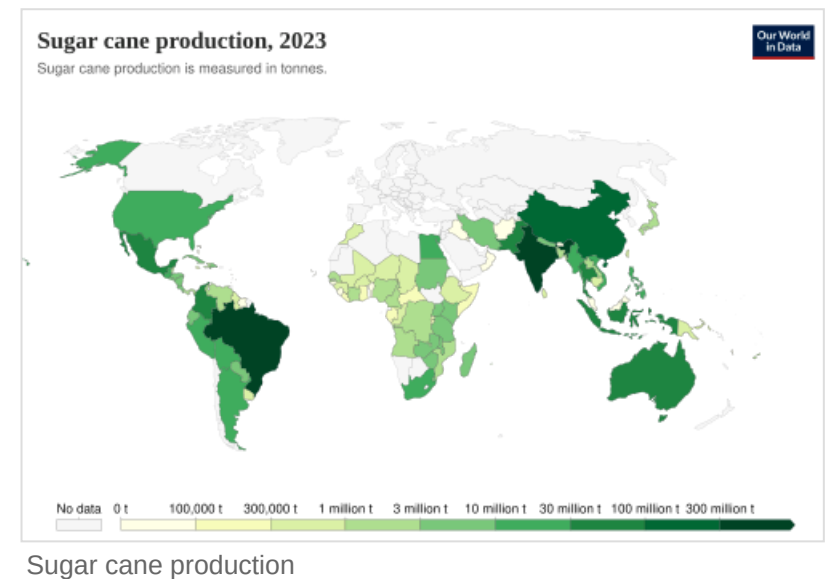 Sugar cane production, 2023
Our World
in Data
Sugar cane production is measured in tonnes.
No data 0 t 100,000 t 300,000 t 1 million t 3 million t 10 million t 30 million t 100 million t 300 million t
Sugar cane production